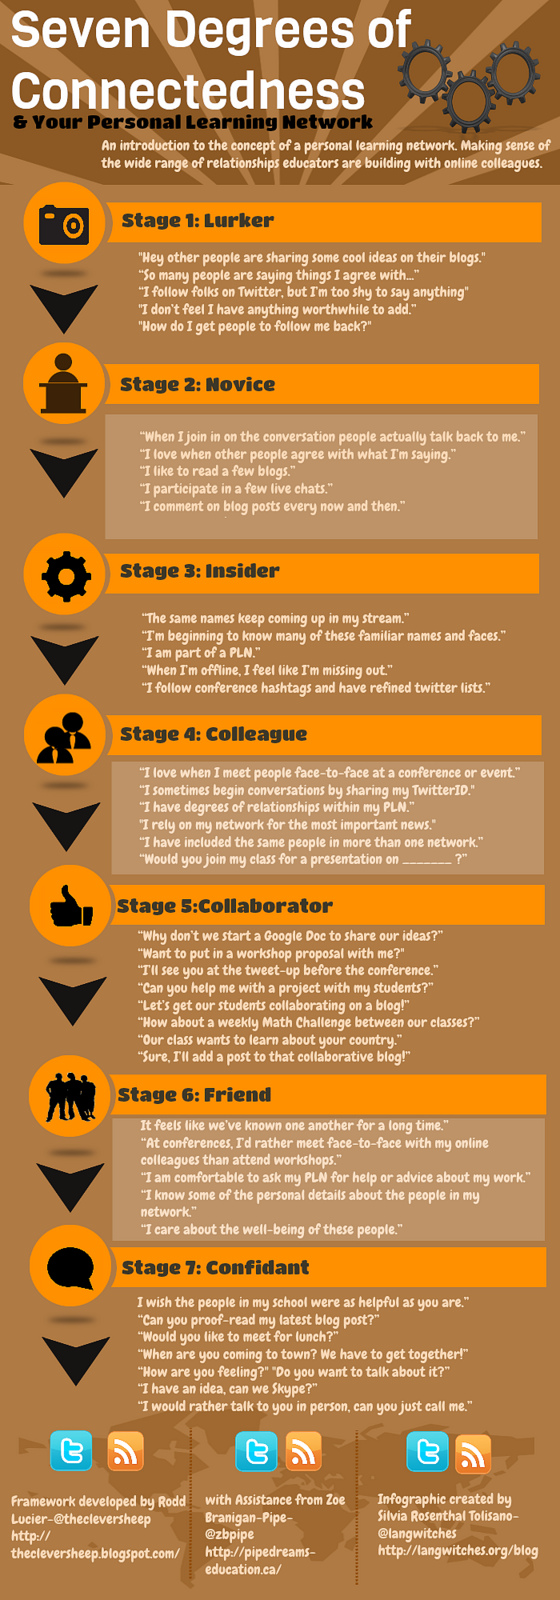 Seven Degrees of
Connectedness
& Your Personal Learning Network
An introduction to the concept of a personal learning network. Making sense of
the wide range of relationships educators are building with online colleagues.
Stage 1: Lurker
"Hey other people are sharing some cool ideas on their blogs."
"So many people are saying things I agree with..."
"I follow folks on Twitter, but I'm too shy to say anything"
"I don't feel I have anything worthwhile to add."
"How do I get people to follow me back?"
Stage 2: Novice
"When I join in on the conversation people actually talk back to me."
"I love when other people agree with what I'm saying."
"I like to read a few blogs."
"I participate in a few live chats."
"I comment on blog posts every now and then."
Stage 3: Insider
"The same names keep coming up in my stream."
"I'm beginning to know many of these familiar names and faces."
"I am part of a PLN."
"When I'm offline, I feel like I'm missing out."
"I follow conference hashtags and have refined twitter lists."
Stage 4: Colleague
"I love when I meet people face-to-face at a conference or event."
"I sometimes begin conversations by sharing my TwitterID."
"I have degrees of relationships within my PLN."
"I rely on my network for the most important news."
"I have included the same people in more than one network."
"Would you join my class for a presentation on _______ ?"
Stage 5:Collaborator
"Why don't we start a Google Doc to share our ideas?"
"Want to put in a workshop proposal with me?"
"I'll see you at the tweet-up before the conference."
"Can you help me with a project with my students?"
"Let's get our students collaborating on a blog!"
"How about a weekly Math Challenge between our classes?"
"Our class wants to learn about your country."
"Sure, I'll add a post to that collaborative blog!"
Stage 6: Friend
It feels like we've known one another for a long time."
"At conferences, I'd rather meet face-to-face with my online
colleagues than attend workshops."
"I am comfortable to ask my PLN for help or advice about my work."
"I know some of the personal details about the people in my
network."
"I care about the well-being of these people."
Stage 7: Confidant
I wish the people in my school were as helpful as you are."
"Can you proof-read my latest blog post?"
"Would you like to meet for lunch?"
"When are you coming to town? We have to get together!"
"How are you feeling?" "Do you want to talk about it?"
"I have an idea, can we Skype?"
"I would rather talk to you in person, can you just call me."
Framework developed by Rodd
Lucier-@thecleversheep
http://
thecleversheep.blogspot.com/
with Assistance from Zoe
Branigan-Pipe-
@zbpipe
http://pipedreams-
education.ca/
Infographic created by
Silvia Rosenthal Tolisano-
@langwitches
http://langwitches.org/blog